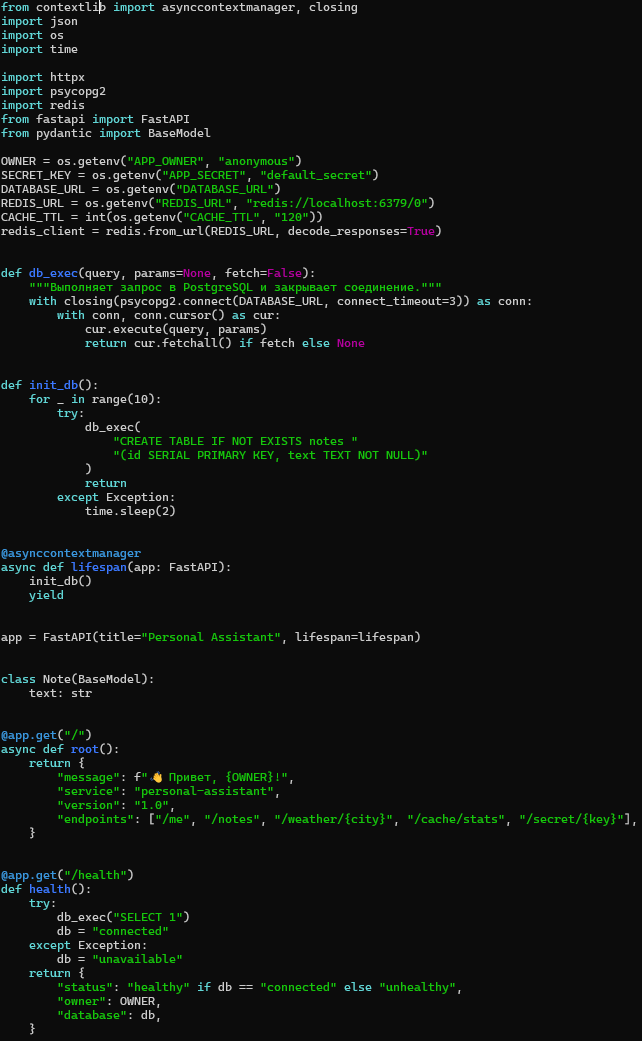 from contextlib import asynccontextmanager, closing
import json
import os
import time

import httpx
import psycopg2
import redis
from fastapi import FastAPI
from pydantic import BaseModel

OWNER = os.getenv("APP_OWNER", "anonymous")
SECRET_KEY = os.getenv("APP_SECRET", "default_secret")
DATABASE_URL = os.getenv("DATABASE_URL")
REDIS_URL = os.getenv("REDIS_URL", "redis://localhost:6379/0")
CACHE_TTL = int(os.getenv("CACHE_TTL", "120"))
redis_client = redis.from_url(REDIS_URL, decode_responses=True)


def db_exec(query, params=None, fetch=False):
    """Выполняет запрос в PostgreSQL и закрывает соединение."""
    with closing(psycopg2.connect(DATABASE_URL, connect_timeout=3)) as conn:
        with conn, conn.cursor() as cur:
            cur.execute(query, params)
            return cur.fetchall() if fetch else None


def init_db():
    for _ in range(10):
        try:
            db_exec(
                "CREATE TABLE IF NOT EXISTS notes "
                "(id SERIAL PRIMARY KEY, text TEXT NOT NULL)"
            )
            return
        except Exception:
            time.sleep(2)


@asynccontextmanager
async def lifespan(app: FastAPI):
    init_db()
    yield


app = FastAPI(title="Personal Assistant", lifespan=lifespan)


class Note(BaseModel):
    text: str


@app.get("/")
async def root():
    return {
        "message": f"👋 Привет, {OWNER}!",
        "service": "personal-assistant",
        "version": "1.0",
        "endpoints": ["/me", "/notes", "/weather/{city}", "/cache/stats", "/secret/{key}"],
    }


@app.get("/health")
def health():
    try:
        db_exec("SELECT 1")
        db = "connected"
    except Exception:
        db = "unavailable"
    return {
        "status": "healthy" if db == "connected" else "unhealthy",
        "owner": OWNER,
        "database": db,
    }